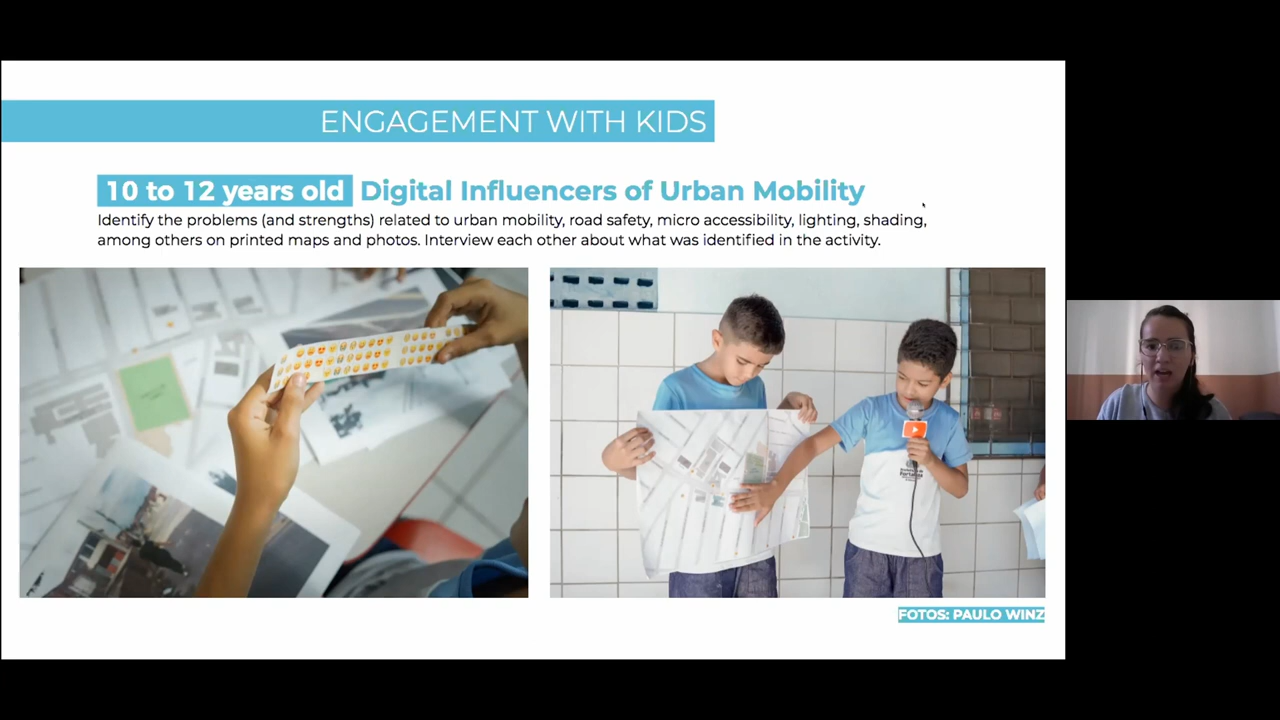 ENGAGEMENT WITH KIDS
10 to 12 years old Digital Influencers of Urban Mobility
Identify the problems (and strengths) related to urban mobility, road safety, micro accessibility, lighting, shading,
among others on printed maps and photos. Interview each other about what was identified in the activity.
Fortaleza
FOTOS: PAULO WINZ